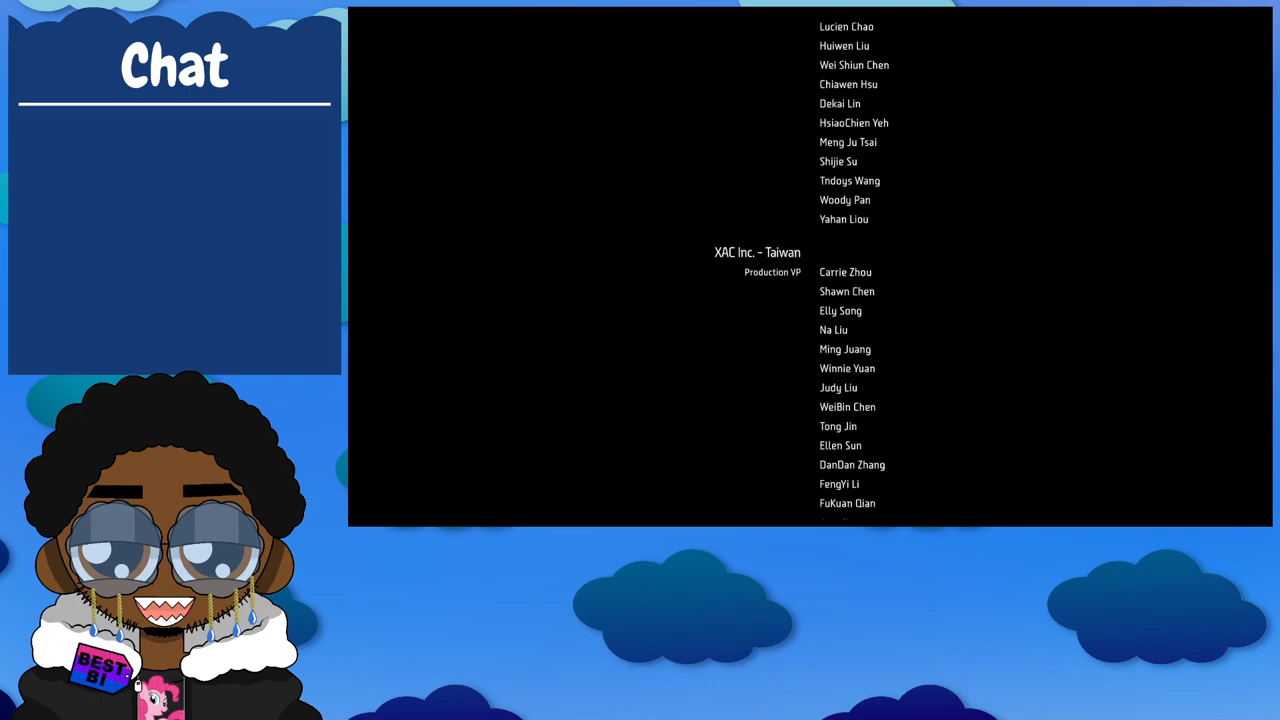 Chat
Lucien Chao
Huiwen Liu
Wei Shiun Chen
Chiawen Hsu
Dekai Lin
HsiaoChien Yeh
Meng Ju Tsai
Shijie Su
Tndoys Wang
Woody Pan
Yahan Liou
XAC Inc. - Taiwan
Production VP Carrie Zhou
Shawn Chen
Elly Song
Na Liu
Ming Juang
Winnie Yuan
Judy Liu
WeiBin Chen
Tong Jin
Ellen Sun
DanDan Zhang
FengYi Li
FuKuan Qian
BEST
BI